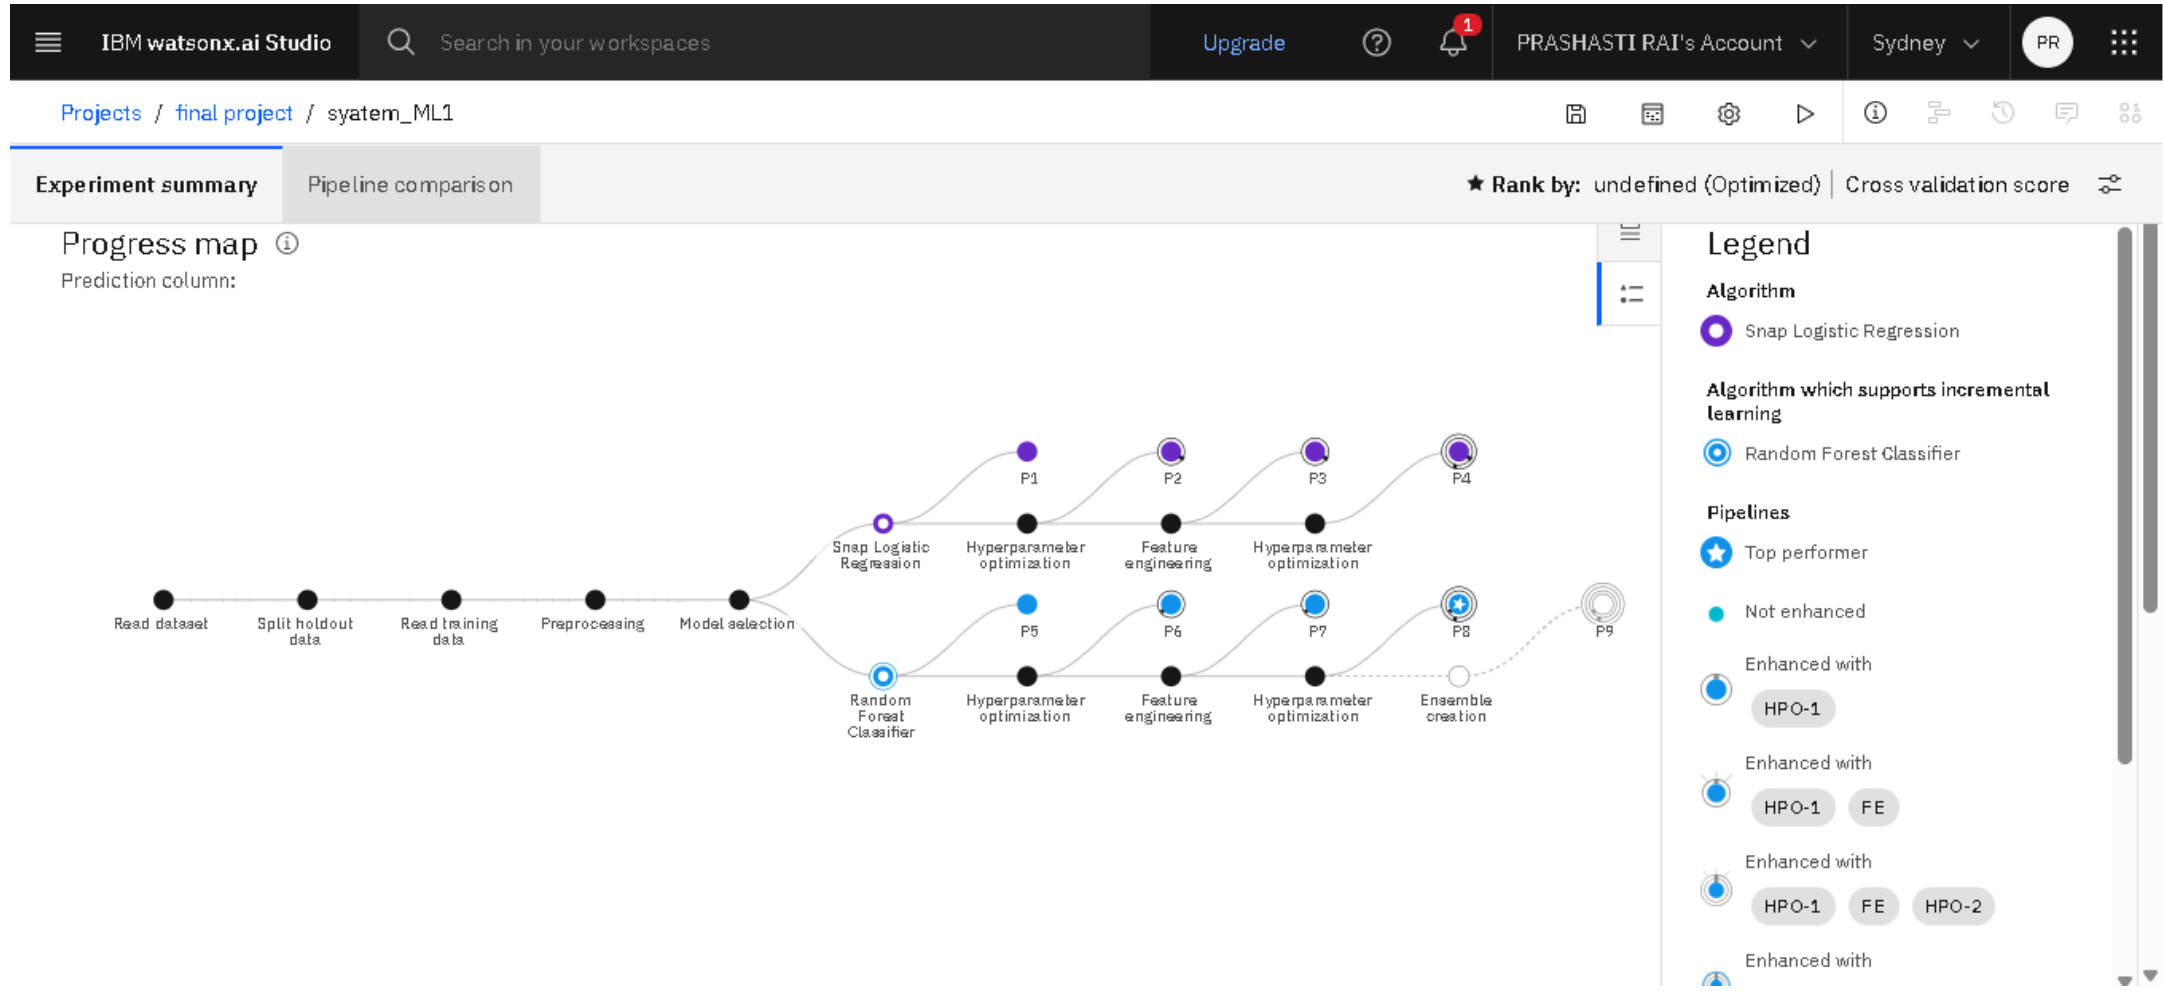 IBM watsonx.ai Studio
Search in your workspaces
Upgrade
1
PRASHASTI RAI's Account
Sydney
PR
Projects / final project / syatem_ML1
Experiment summary
Pipeline comparison
Rank by: undefined (Optimized) | Cross validation score
Progress map
Prediction column:
P1
P2
P3
P4
Snap Logistic
Regression
Hyperparameter
optimization
Feature
engineering
Hyperparameter
optimization
Read dataset
Split holdout
data
Read training
data
Preprocessing
Model selection
P5
P6
P7
P8
P9
Random
Forest
Classifier
Hyperparameter
optimization
Feature
engineering
Hyperparameter
optimization
Ensemble
creation
Legend
Algorithm
Snap Logistic Regression
Algorithm which supports incremental
learning
Random Forest Classifier
Pipelines
Top performer
Not enhanced
Enhanced with
HPO-1
Enhanced with
HPO-1 FE
Enhanced with
HPO-1 FE HPO-2
Enhanced with